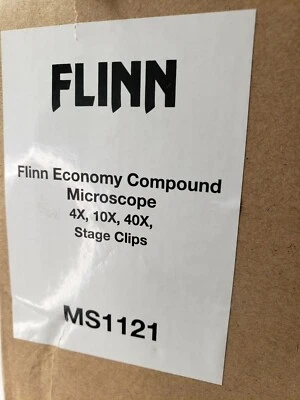 FLINN
Flinn Economy Compound
Microscope
4X, 10X, 40X,
Stage Clips
MS1121